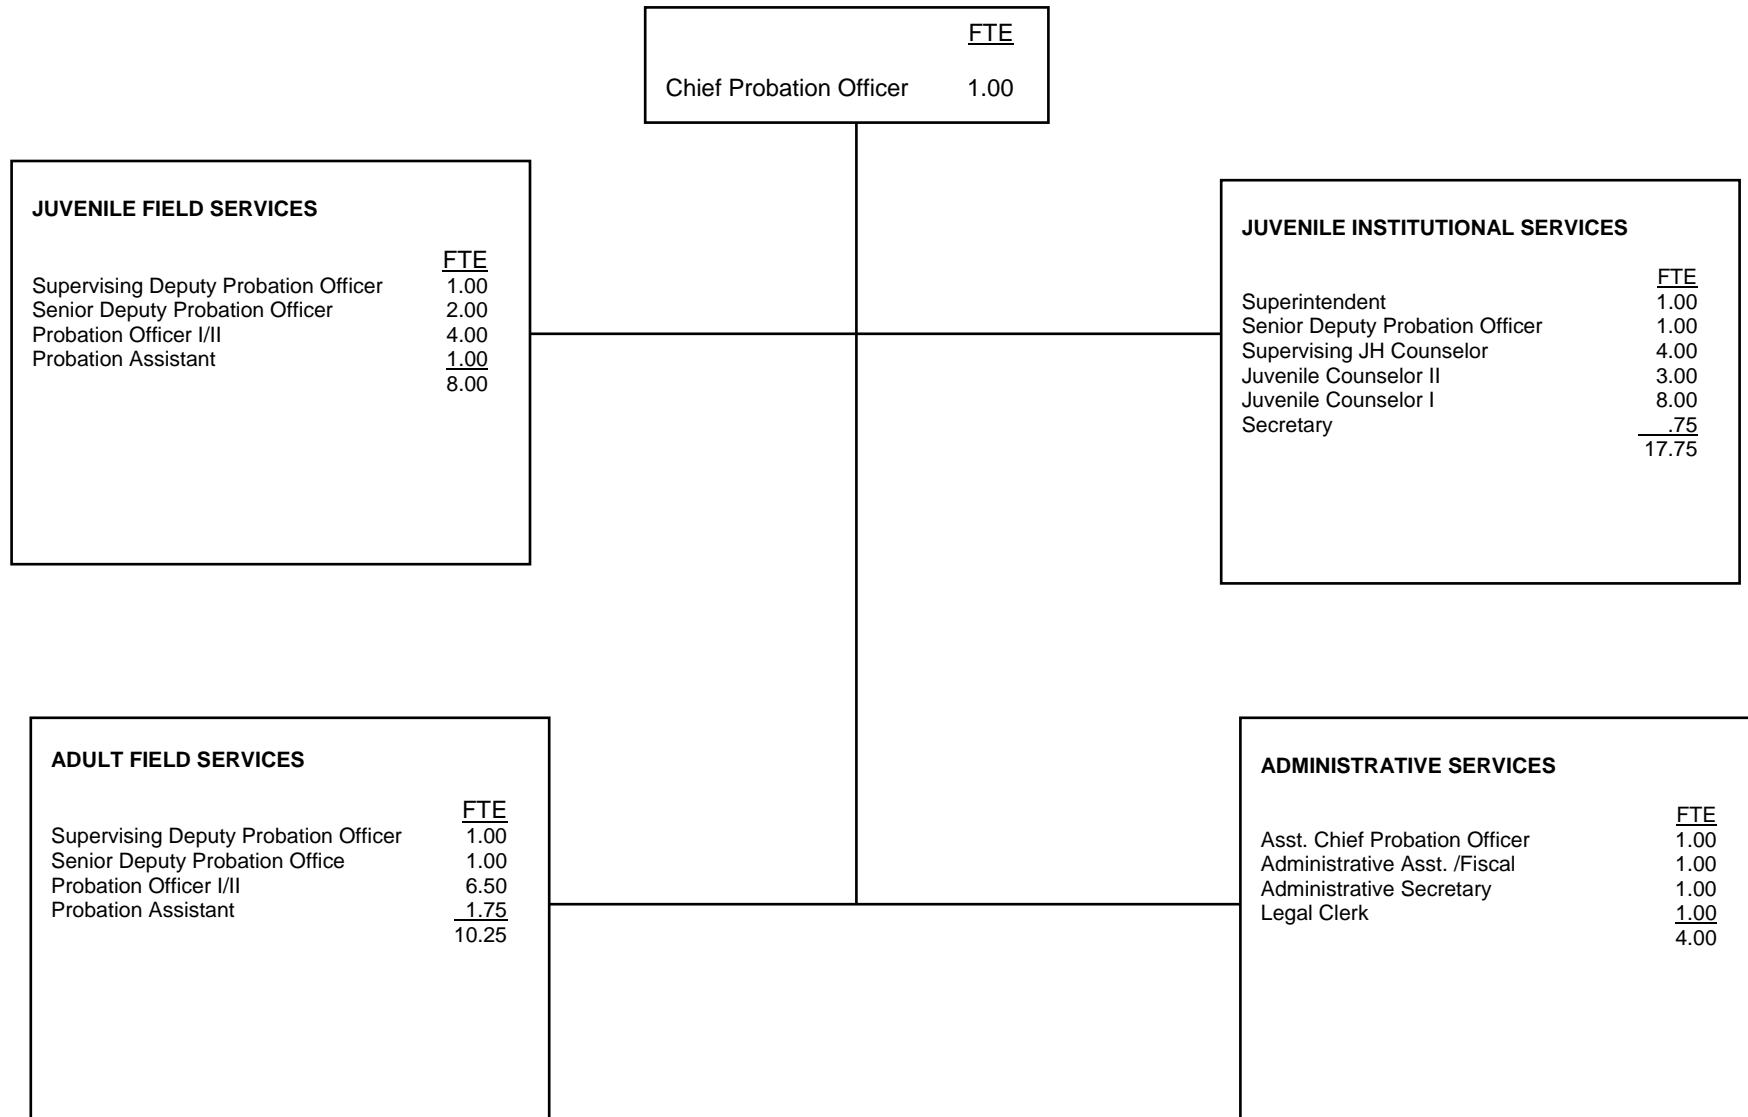 FTE
Chief Probation Officer 1.00
JUVENILE FIELD SERVICES
FTE
Supervising Deputy Probation Officer 1.00
Senior Deputy Probation Officer 2.00
Probation Officer I/II 4.00
Probation Assistant 1.00
8.00
JUVENILE INSTITUTIONAL SERVICES
FTE
Superintendent 1.00
Senior Deputy Probation Officer 1.00
Supervising JH Counselor 4.00
Juvenile Counselor II 3.00
Juvenile Counselor I 8.00
Secretary .75
17.75
ADULT FIELD SERVICES
FTE
Supervising Deputy Probation Officer 1.00
Senior Deputy Probation Office 1.00
Probation Officer I/II 6.50
Probation Assistant 1.75
10.25
ADMINISTRATIVE SERVICES
FTE
Asst. Chief Probation Officer 1.00
Administrative Asst. /Fiscal 1.00
Administrative Secretary 1.00
Legal Clerk 1.00
4.00